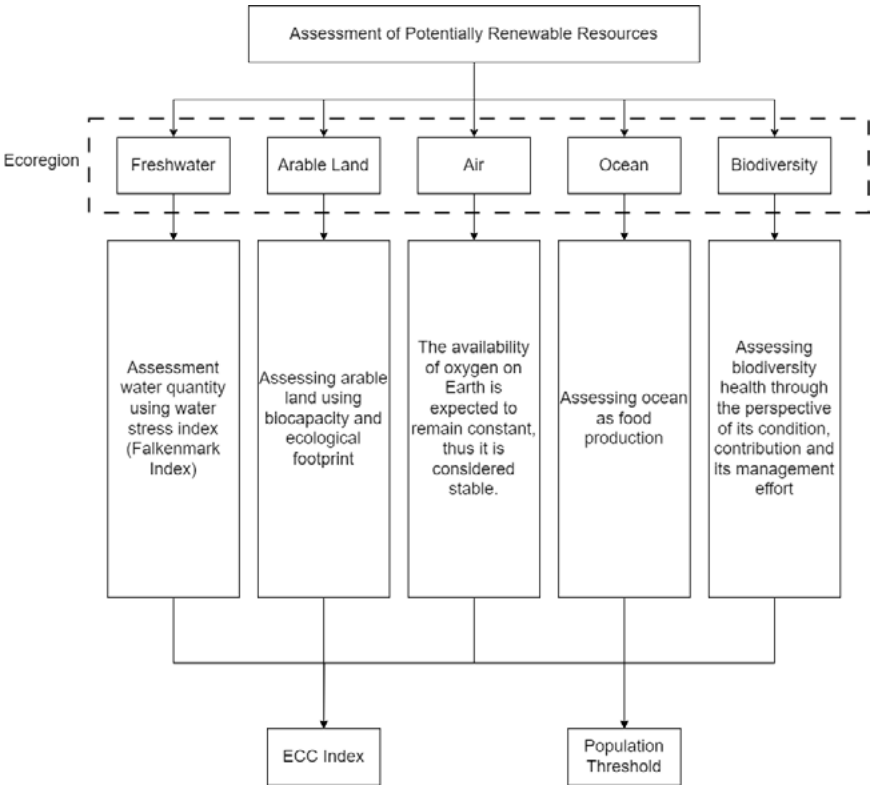 Assessment of Potentially Renewable Resources
Ecoregion
Freshwater
Arable Land
Air
Ocean
Biodiversity
Assessment
water quantity
using water
stress index
(Falkenmark
Index)
Assessing arable
land using
blocapacity and
ecological
footprint
The availability
of oxygen on
Earth is
expected to
remain constant,
thus it is
considered
stable.
Assessing ocean
as food
production
Assessing
biodiversity
health through
the perspective
of its condition,
contribution and
its management
effort
ECC Index
Population
Threshold